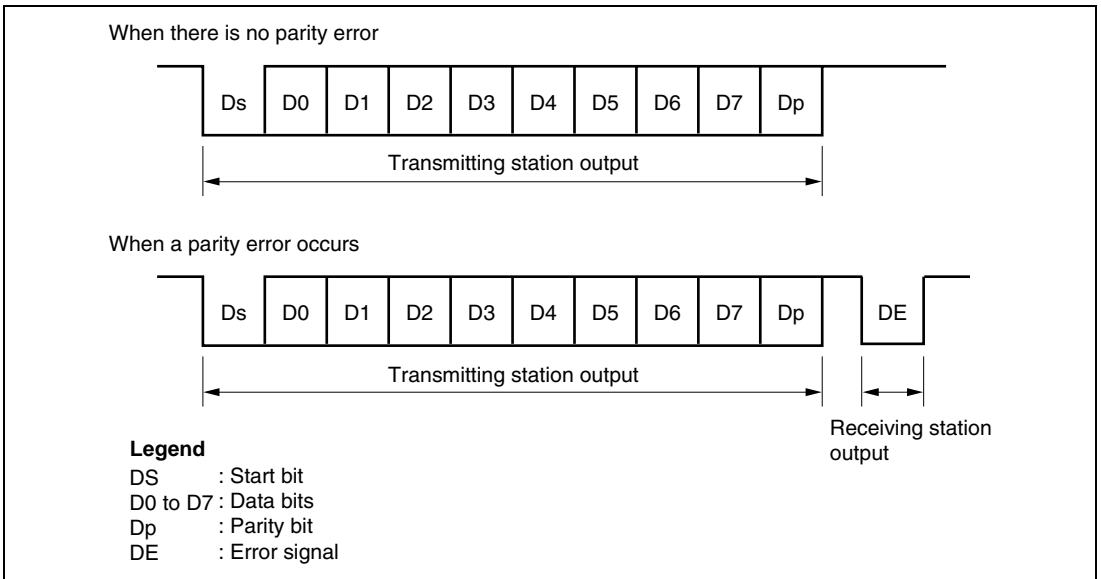 When there is no parity error
Ds D0 D1 D2 D3 D4 D5 D6 D7 Dp
Transmitting station output
When a parity error occurs
Ds D0 D1 D2 D3 D4 D5 D6 D7 Dp DE
Transmitting station output
Receiving station
output
Legend
DS : Start bit
D0 to D7 : Data bits
Dp : Parity bit
DE : Error signal